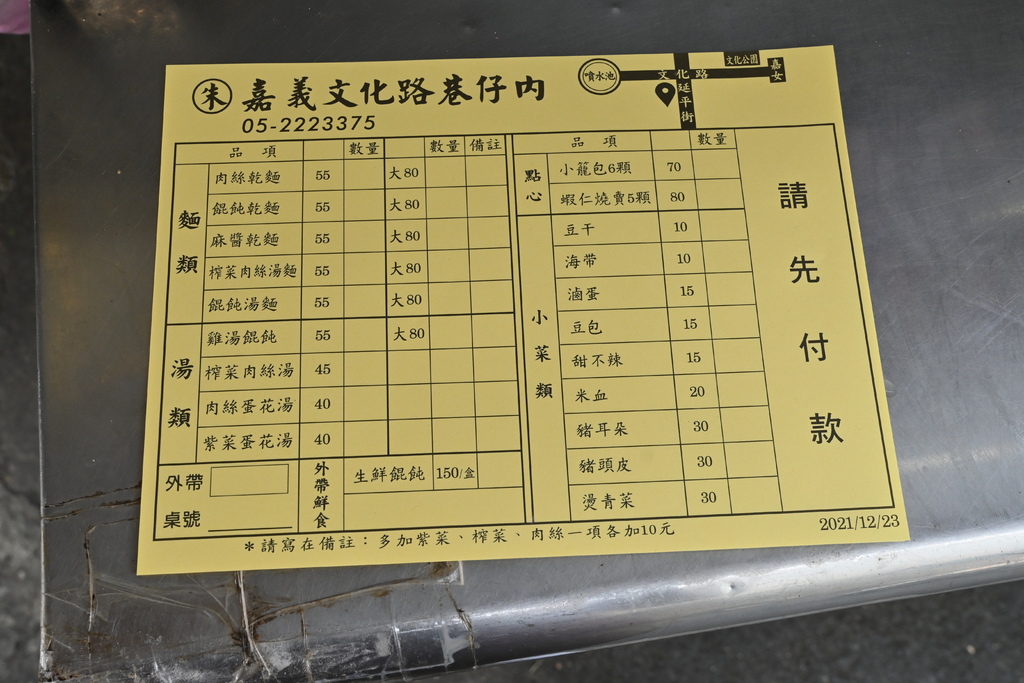 朱 嘉義文化路巷仔內
05-2223375
噴水池 文化路 文化公園 嘉女
延平街
品項 數量 數量 備註
麵類
肉絲乾麵 55 大80
餛飩乾麵 55 大80
麻醬乾麵 55 大80
榨菜肉絲湯麵 55 大80
餛飩湯麵 55 大80
湯類
雞湯餛飩 55 大80
榨菜肉絲湯 45
肉絲蛋花湯 40
紫菜蛋花湯 40
外帶
桌號
外帶鮮食
生鮮餛飩 150/盒
品項 數量
點心
小籠包6顆 70
蝦仁燒賣5顆 80
小菜類
豆干 10
海帶 10
滷蛋 15
豆包 15
甜不辣 15
米血 20
豬耳朵 30
豬頭皮 30
燙青菜 30
請先付款
*請寫在備註：多加紫菜、榨菜、肉絲一項各加10元
2021/12/23